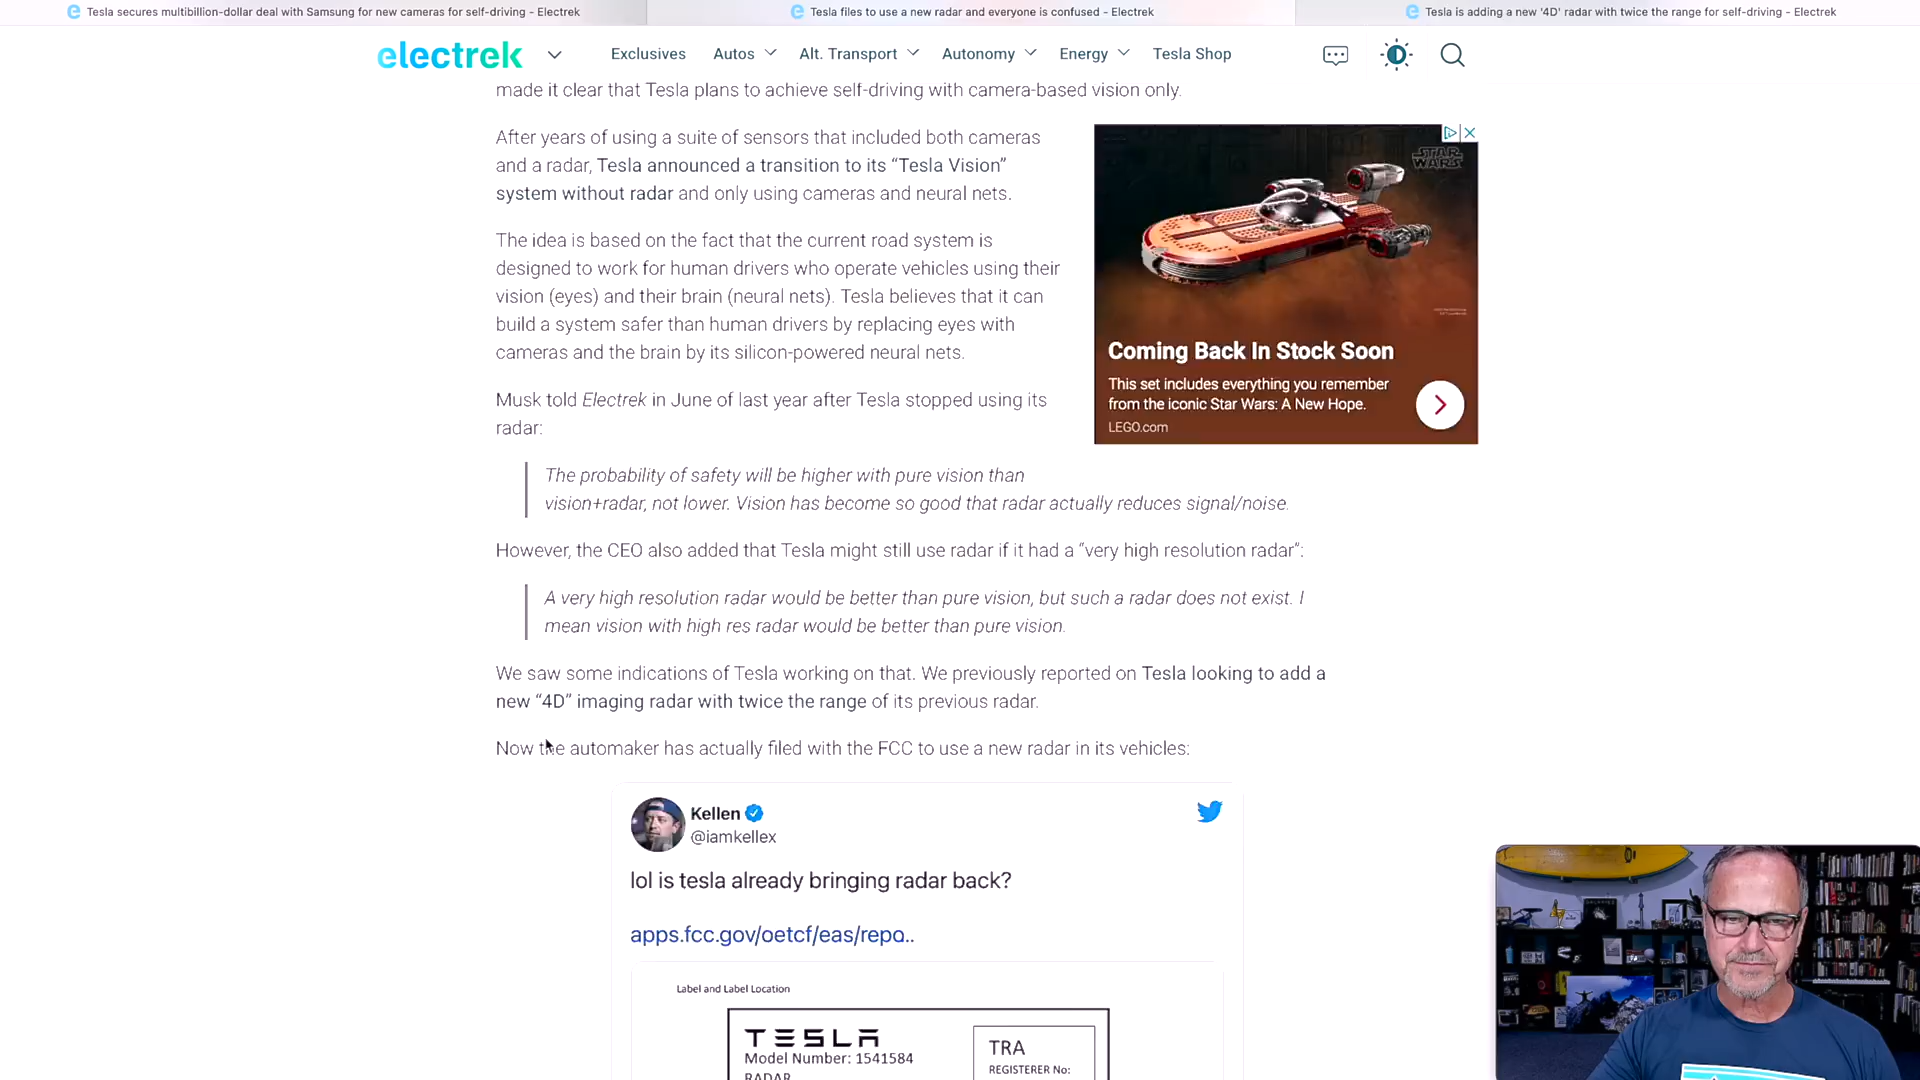 Tesla secures multibillion-dollar deal with Samsung for new cameras for self-driving - Electrek
Tesla files to use a new radar and everyone is confused - Electrek
Tesla is adding a new '4D' radar with twice the range for self-driving - Electrek
electrek
Exclusives
Autos
Alt. Transport
Autonomy
Energy
Tesla Shop
made it clear that Tesla plans to achieve self-driving with camera-based vision only.
After years of using a suite of sensors that included both cameras
and a radar, Tesla announced a transition to its “Tesla Vision”
system without radar and only using cameras and neural nets.
The idea is based on the fact that the current road system is
designed to work for human drivers who operate vehicles using their
vision (eyes) and their brain (neural nets). Tesla believes that it can
build a system safer than human drivers by replacing eyes with
cameras and the brain by its silicon-powered neural nets.
Musk told Electrek in June of last year after Tesla stopped using its
radar:
STAR
WARS
Coming Back In Stock Soon
This set includes everything you remember
from the iconic Star Wars: A New Hope.
LEGO.com
The probability of safety will be higher with pure vision than
vision+radar, not lower. Vision has become so good that radar actually reduces signal/noise.
However, the CEO also added that Tesla might still use radar if it had a “very high resolution radar”:
A very high resolution radar would be better than pure vision, but such a radar does not exist. I
mean vision with high res radar would be better than pure vision.
We saw some indications of Tesla working on that. We previously reported on Tesla looking to add a
new “4D” imaging radar with twice the range of its previous radar.
Now the automaker has actually filed with the FCC to use a new radar in its vehicles:
Kellen
@iamkellex
lol is tesla already bringing radar back?
apps.fcc.gov/oetcf/eas/repo..
Label and Label Location
TESLA
Model Number: 1541584
RADAR
TRA
REGISTERER No: